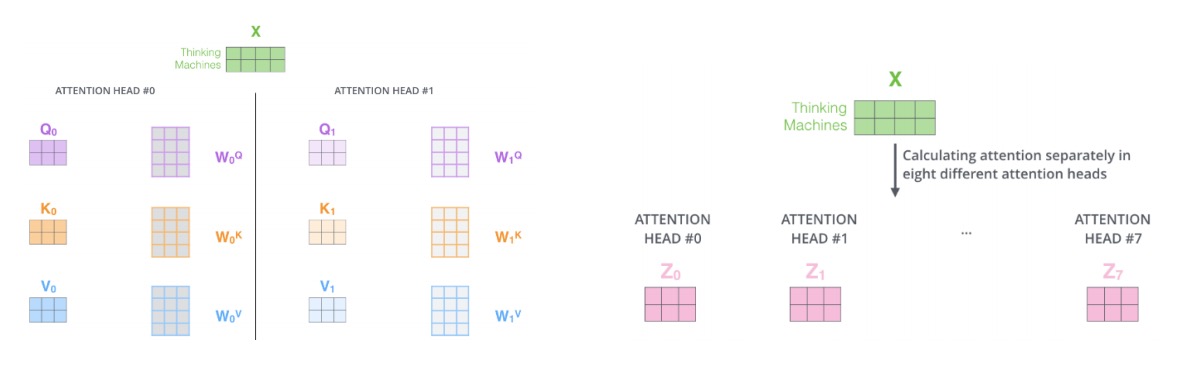 X
Thinking
Machines
ATTENTION HEAD #0
ATTENTION HEAD #1
Q0
W0Q
Q1
W1Q
K0
W0K
K1
W1K
V0
W0V
V1
W1V
X
Thinking
Machines
Calculating attention separately in
eight different attention heads
ATTENTION
HEAD #0
ATTENTION
HEAD #1
...
ATTENTION
HEAD #7
Z0
Z1
Z7